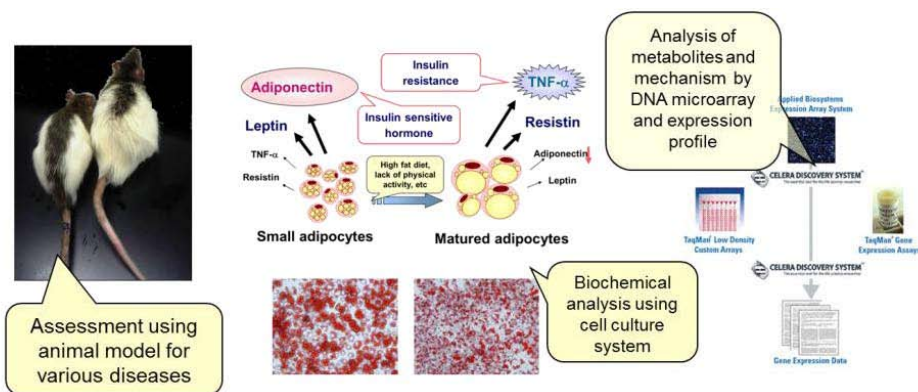 Assessment using
animal model for
various diseases
Insulin
resistance
Adiponectin
TNF-α
Insulin sensitive
hormone
Leptin
Resistin
TNF-α
Resistin
High fat diet,
lack of physical
activity, etc
Adiponectin
Leptin
Small adipocytes
Matured adipocytes
Biochemical
analysis using
cell culture
system
Analysis of
metabolites and
mechanism by
DNA microarray
and expression
profile
Applied Biosystems
Expression Array System
CELERA DISCOVERY SYSTEM™
TaqMan® Low Density
Custom Arrays
TaqMan® Gene
Expression Assays
CELERA DISCOVERY SYSTEM™
Gene Expression Data